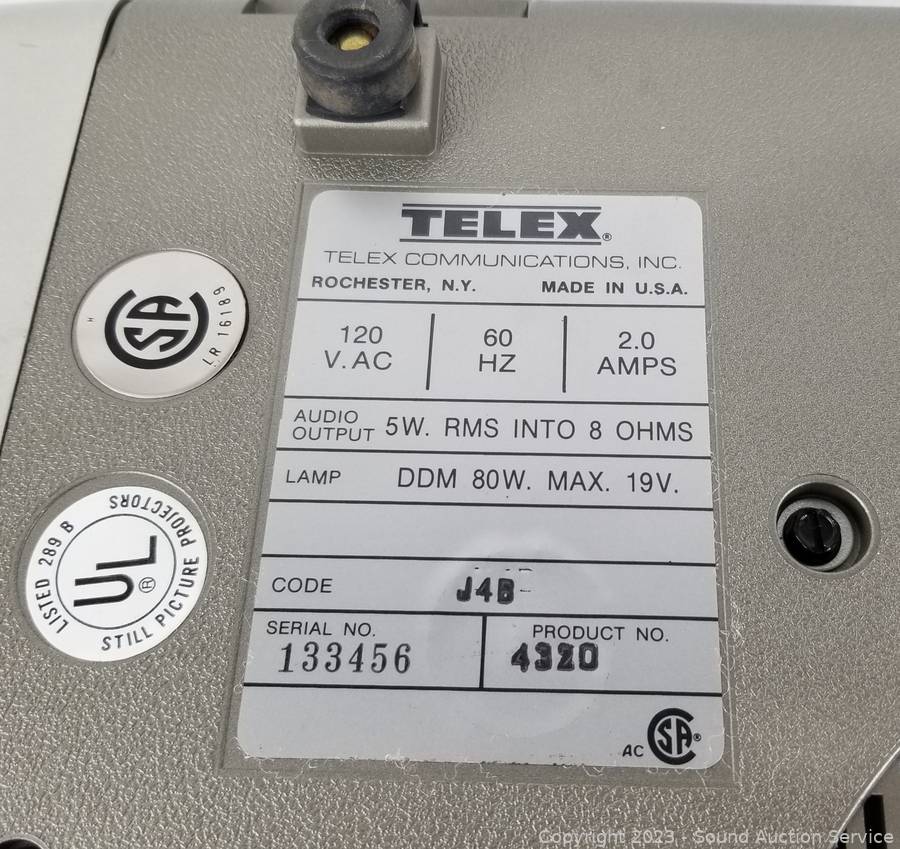 TELEX®
TELEX COMMUNICATIONS, INC.
ROCHESTER, N.Y. MADE IN U.S.A.
120 V.AC
60 HZ
2.0 AMPS
AUDIO OUTPUT 5W. RMS INTO 8 OHMS
LAMP DDM 80W. MAX. 19V.
CODE J4B
SERIAL NO. 133456
PRODUCT NO. 4320
AC SA®
SA LR 16189
H
UL®
LISTED 289 B
STILL PICTURE PROJECTORS
Copyright 2023 - Sound Auction Service